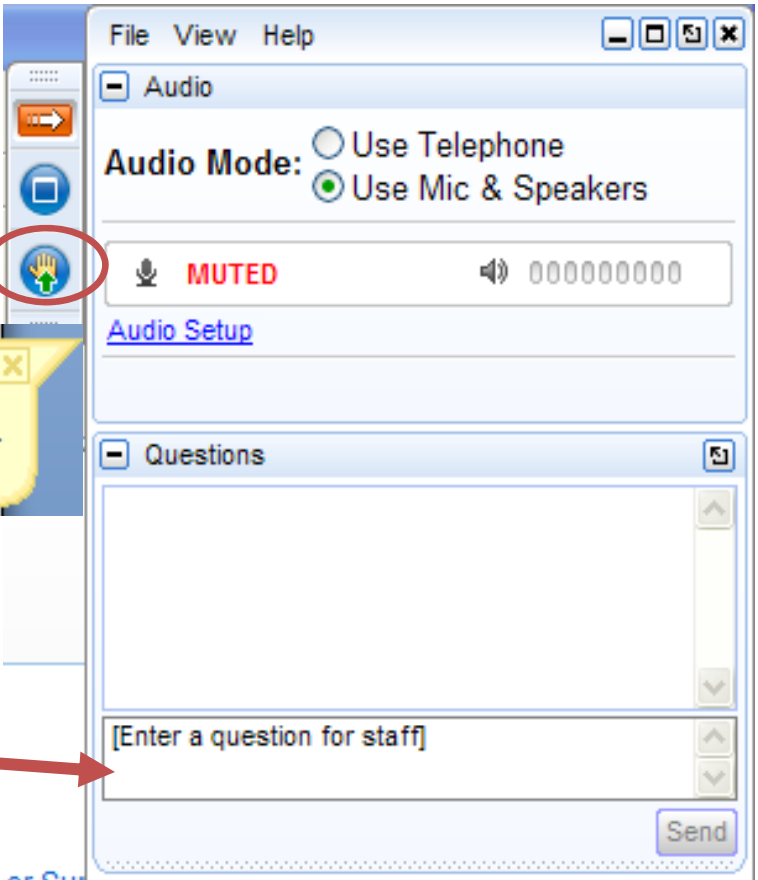 File View Help
Audio
Audio Mode: Use Telephone
Use Mic & Speakers
MUTED 000000000
Audio Setup
Questions
[Enter a question for staff]
Send